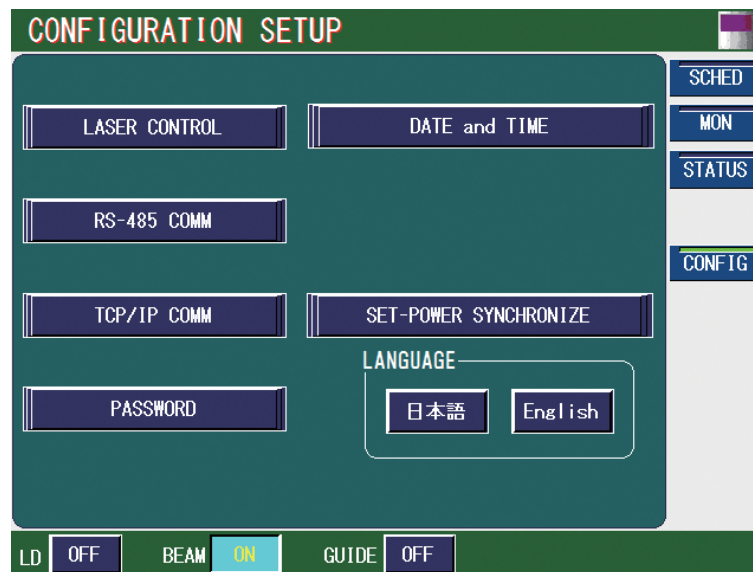 CONFIGURATION SETUP
SCHED
LASER CONTROL
DATE and TIME
MON
STATUS
RS-485 COMM
CONFIG
TCP/IP COMM
SET-POWER SYNCHRONIZE
LANGUAGE
PASSWORD
日本語
English
LD OFF BEAM ON GUIDE OFF